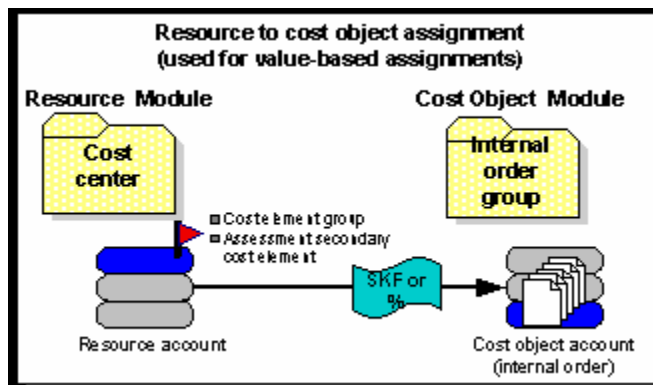 Resource to cost object assignment
(used for value-based assignments)
Resource Module
Cost Object Module
Cost
center
Internal
order
group
Cost element group
Assessment secondary
cost element
SKF or
%
Resource account
Cost object account
(internal order)